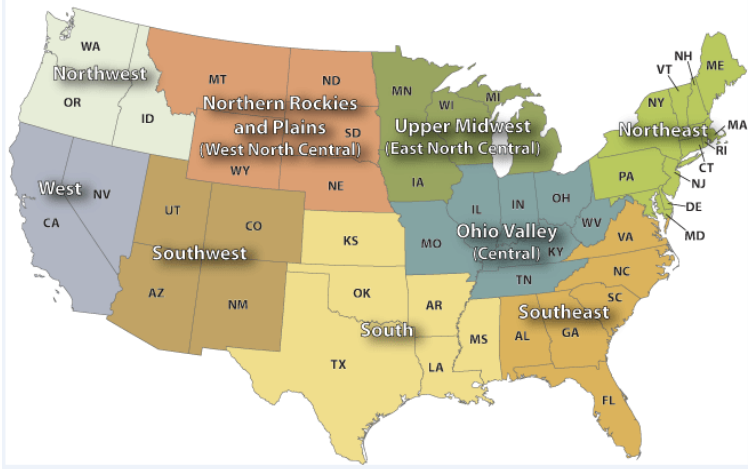 WA
Northwest
OR
ID
MT
ND
Northern Rockies
and Plains
(West North Central)
SD
WY
NE
MN
WI
MI
Upper Midwest
(East North Central)
IA
VT
NH
ME
NY
MA
Northeast
RI
CT
PA
NJ
DE
MD
West
NV
CA
UT
CO
Southwest
AZ
NM
KS
OK
AR
South
TX
LA
MS
IL
IN
OH
WV
Ohio Valley
(Central)
MO
KY
TN
VA
NC
SC
Southeast
AL
GA
FL